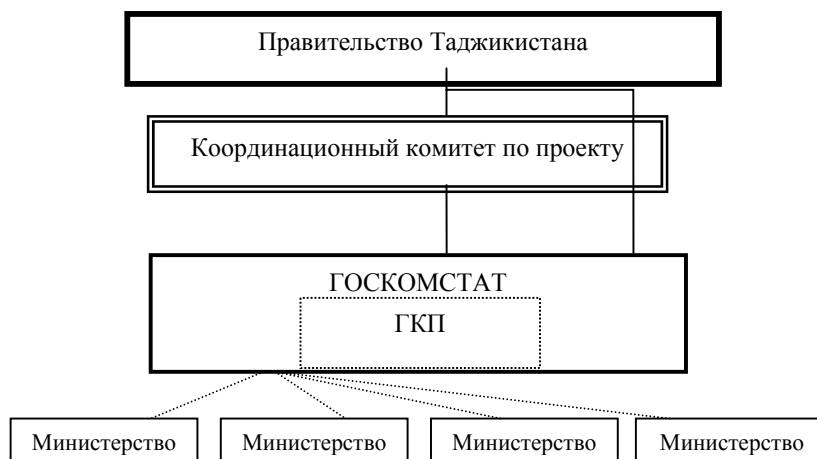 Правительство Таджикистана
Координационный комитет по проекту
ГОСКОМСТАТ
ГКП
Министерство Министерство Министерство Министерство